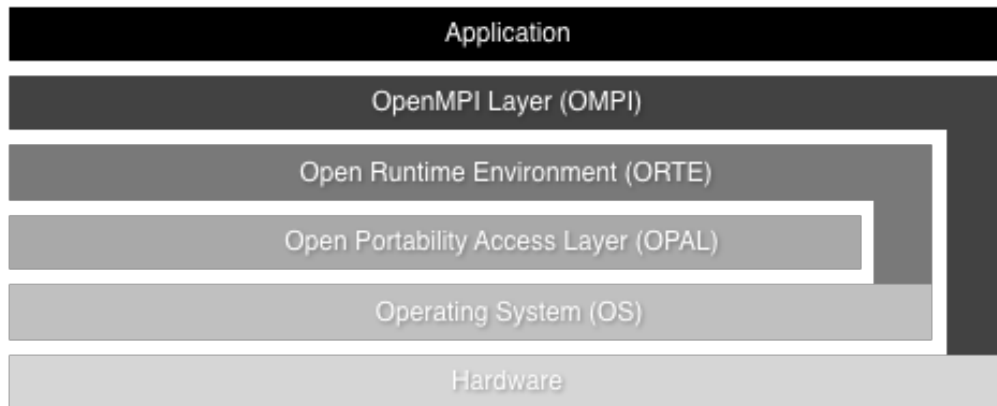 Application
OpenMPI Layer (OMPI)
Open Runtime Environment (ORTE)
Open Portability Access Layer (OPAL)
Operating System (OS)
Hardware